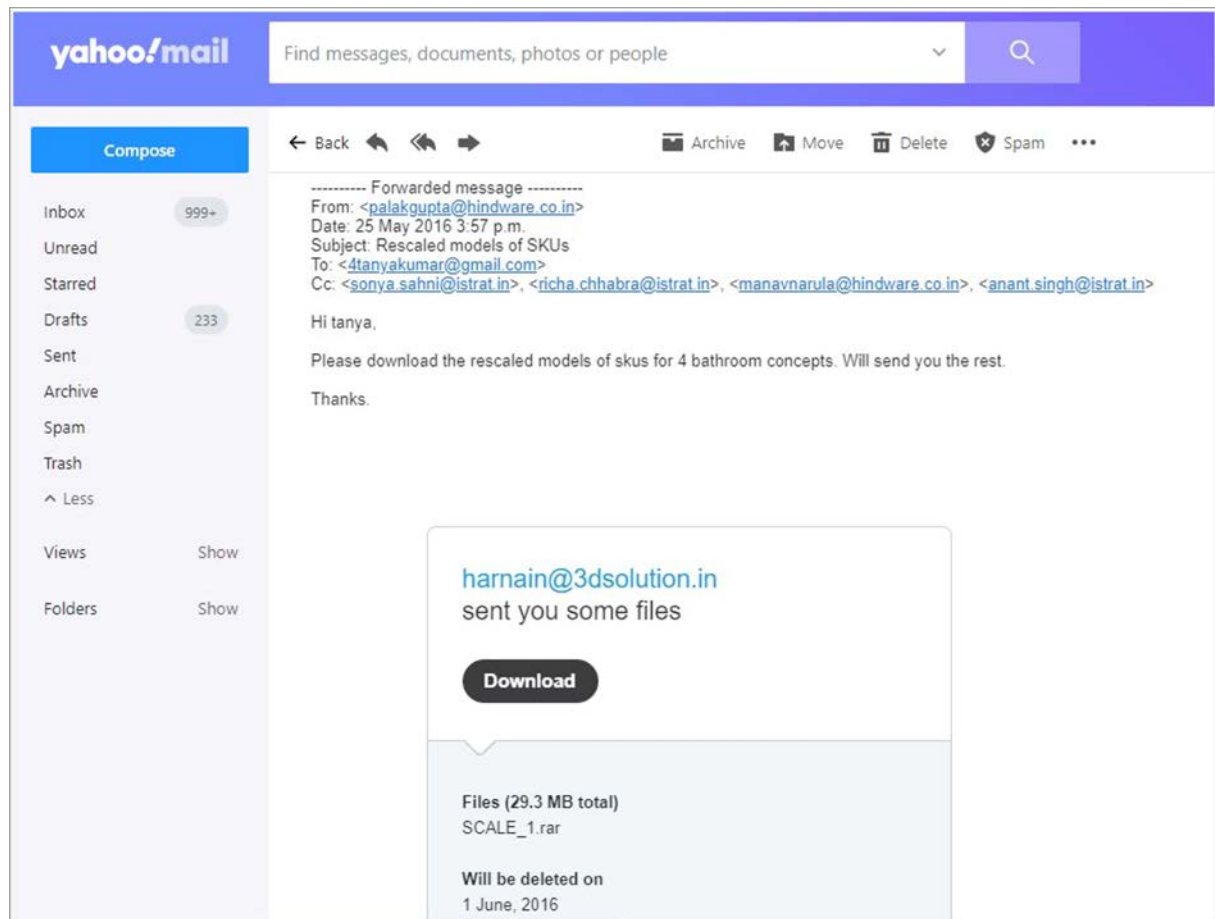 yahoo!mail
Find messages, documents, photos or people
Compose
Back
Archive
Move
Delete
Spam
Inbox 999+
Unread
Starred
Drafts 233
Sent
Archive
Spam
Trash
Less
Views Show
Folders Show
---------- Forwarded message ----------
From: <palakgupta@hindware.co.in>
Date: 25 May 2016 3:57 p.m.
Subject: Rescaled models of SKUs
To: <4tanyakumar@gmail.com>
Cc: <sonya.sahni@istrat.in>, <richa.chhabra@istrat.in>, <manavnarula@hindware.co.in>, <anant.singh@istrat.in>
Hi tanya,
Please download the rescaled models of skus for 4 bathroom concepts. Will send you the rest.
Thanks.
harnain@3dsolution.in
sent you some files
Download
Files (29.3 MB total)
SCALE_1.rar
Will be deleted on
1 June, 2016